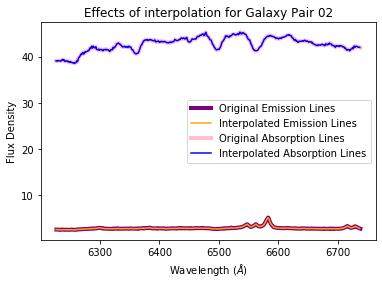 Effects of interpolation for Galaxy Pair 02
Flux Density
40
30
20
10
Original Emission Lines
Interpolated Emission Lines
Original Absorption Lines
Interpolated Absorption Lines
6300 6400 6500 6600 6700
Wavelength (Å)